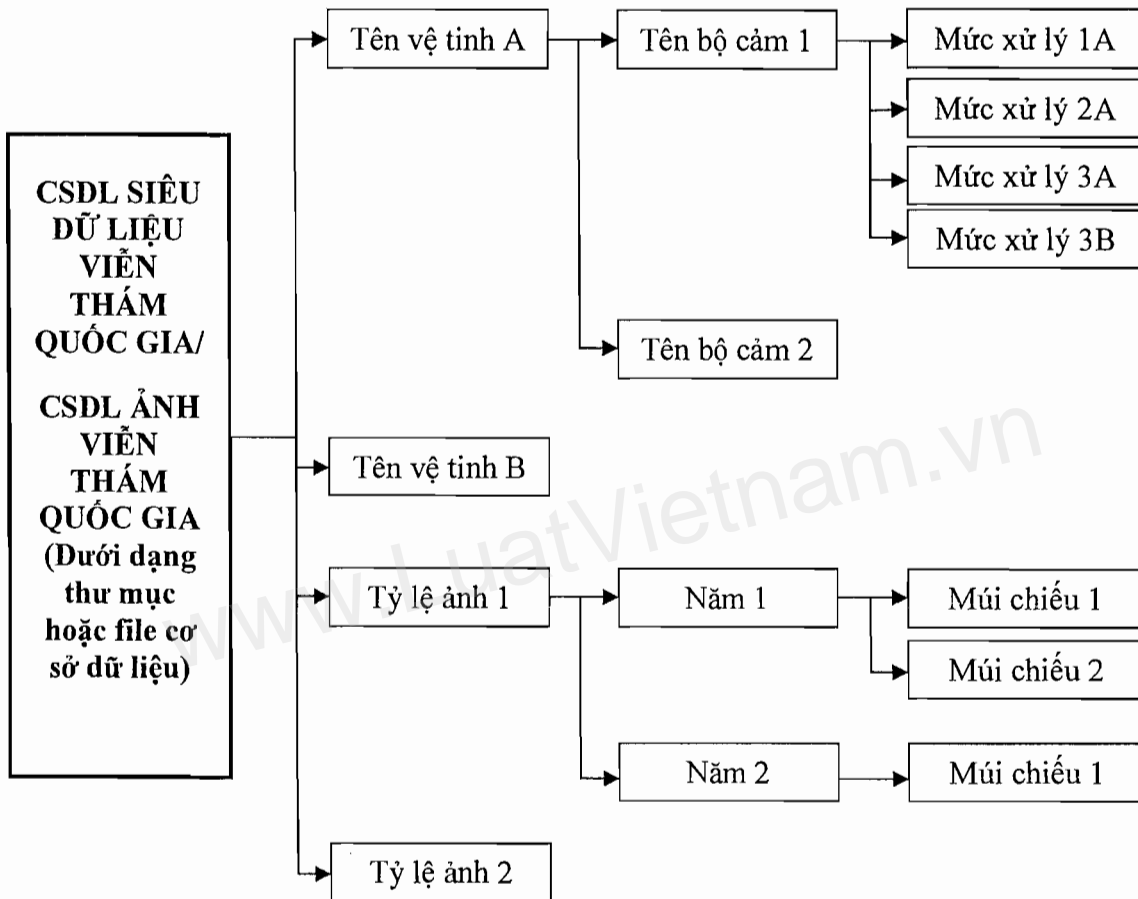 CSDL SIÊU
DỮ LIỆU
VIỄN
THÁM
QUỐC GIA/
CSDL ẢNH
VIỄN
THÁM
QUỐC GIA
(Dưới dạng
thư mục
hoặc file cơ
sở dữ liệu)
Tên vệ tinh A
Tên bộ cảm 1
Mức xử lý 1A
Mức xử lý 2A
Mức xử lý 3A
Mức xử lý 3B
Tên bộ cảm 2
Tên vệ tinh B
Tỷ lệ ảnh 1
Năm 1
Múi chiếu 1
Múi chiếu 2
Năm 2
Múi chiếu 1
Tỷ lệ ảnh 2
www.LuatVietnam.vn